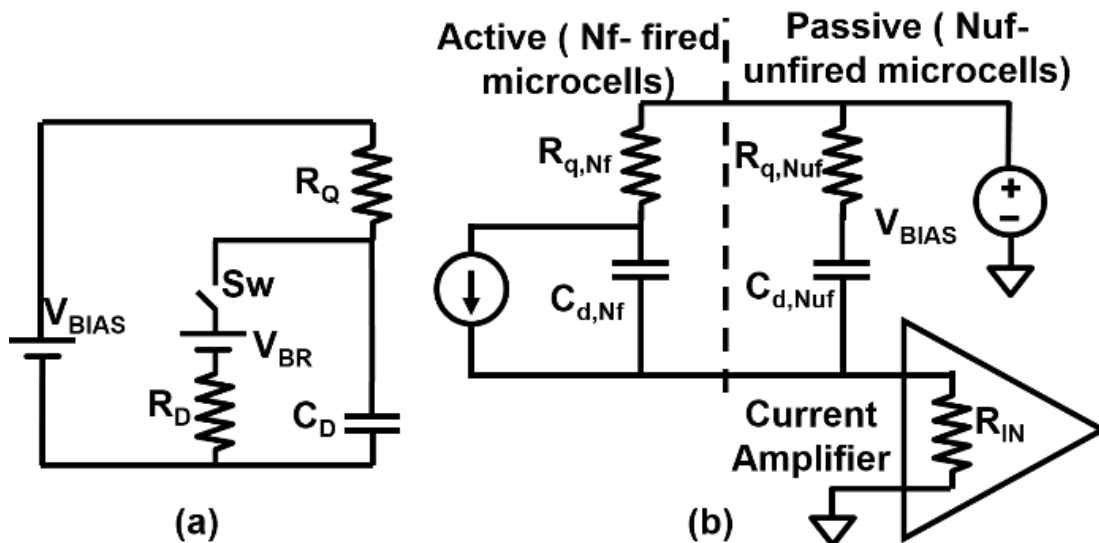 Active ( Nf- fired
microcells)
Passive ( Nuf-
unfired microcells)
R_Q
Sw
V_BIAS
V_BR
R_D
C_D
(a)
R_q,Nf
R_q,Nuf
+
−
V_BIAS
C_d,Nf
C_d,Nuf
Current
Amplifier
R_IN
(b)